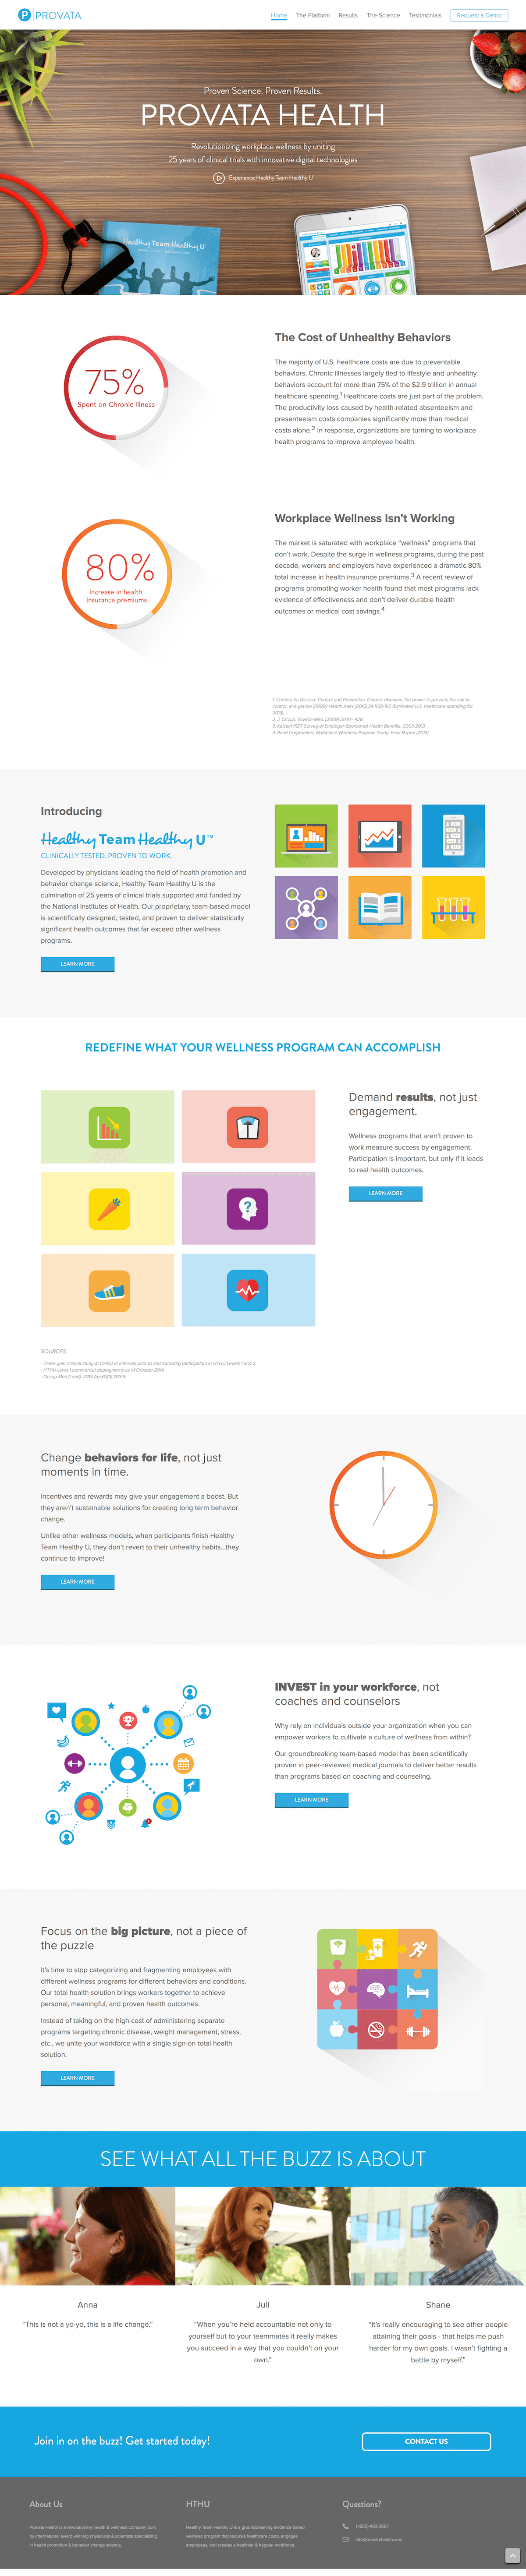 PROVATA
Home The Platform Results The Science Testimonials Request a Demo
Proven Science. Proven Results.
PROVATA HEALTH
Revolutionizing workplace wellness by uniting
25 years of clinical trials with innovative digital technologies
Experience Healthy Team Healthy U
Healthy Team Healthy U
75%
Spent on Chronic Illness
The Cost of Unhealthy Behaviors
The majority of U.S. healthcare costs are due to preventable
behaviors. Chronic illnesses largely tied to lifestyle and unhealthy
behaviors account for more than 75% of the $2.9 trillion in annual
healthcare spending.1 Healthcare costs are just part of the problem.
The productivity loss caused by health-related absenteeism and
presenteeism costs companies significantly more than medical
costs alone.2 In response, organizations are turning to workplace
health programs to improve employee health.
80%
Increase in health
insurance premiums
Workplace Wellness Isn't Working
The market is saturated with workplace "wellness" programs that
don't work. Despite the surge in wellness programs, during the past
decade, workers and employers have experienced a dramatic 80%
total increase in health insurance premiums.3 A recent review of
programs promoting worker health found that most programs lack
evidence of effectiveness and don't deliver durable health
outcomes or medical cost savings.4
1. Centers for Disease Control and Prevention. Chronic diseases: the power to prevent, the call to
control, at-a-glance (2009); Health Aairs (2015) 34:1150-160 (Estimated U.S. healthcare spending for
2013).
2. J. Occup. Environ Med. (2009) 51:411- 428.
3. Kaiser/HRET Survey of Employer-Sponsored Health Benefits, 2003-2013.
4. Rand Corporation. Workplace Wellness Program Study: Final Report (2013).
Introducing
Healthy Team Healthy U™
CLINICALLY TESTED. PROVEN TO WORK.
Developed by physicians leading the field of health promotion and
behavior change science, Healthy Team Healthy U is the
culmination of 25 years of clinical trials supported and funded by
the National Institutes of Health. Our proprietary, team-based model
is scientifically designed, tested, and proven to deliver statistically
significant health outcomes that far exceed other wellness
programs.
LEARN MORE
REDEFINE WHAT YOUR WELLNESS PROGRAM CAN ACCOMPLISH
Demand results, not just
engagement.
Wellness programs that aren't proven to
work measure success by engagement.
Participation is important, but only if it leads
to real health outcomes.
LEARN MORE
SOURCES:
- Three year clinical study at OHSU at intervals prior to and following participation in HTHU Levels 1 and 2
- HTHU Level 1 commercial deployments as of October 2014
- Occup Med (Lond). 2013 Apr;63(3):203-9.
Change behaviors for life, not just
moments in time.
Incentives and rewards may give your engagement a boost. But
they aren't sustainable solutions for creating long term behavior
change.
Unlike other wellness models, when participants finish Healthy
Team Healthy U, they don't revert to their unhealthy habits...they
continue to improve!
LEARN MORE
INVEST in your workforce, not
coaches and counselors
Why rely on individuals outside your organization when you can
empower workers to cultivate a culture of wellness from within?
Our groundbreaking team-based model has been scientifically
proven in peer-reviewed medical journals to deliver better results
than programs based on coaching and counseling.
LEARN MORE
Focus on the big picture, not a piece of
the puzzle
It's time to stop categorizing and fragmenting employees with
different wellness programs for different behaviors and conditions.
Our total health solution brings workers together to achieve
personal, meaningful, and proven health outcomes.
Instead of taking on the high cost of administering separate
programs targeting chronic disease, weight management, stress,
etc., we unite your workforce with a single sign-on total health
solution.
LEARN MORE
SEE WHAT ALL THE BUZZ IS ABOUT
Anna
"This is not a yo-yo, this is a life change."
Juli
"When you're held accountable not only to
yourself but to your teammates it really makes
you succeed in a way that you couldn't on your
own."
Shane
"It's really encouraging to see other people
attaining their goals - that helps me push
harder for my own goals. I wasn't fighting a
battle by myself."
Join in on the buzz! Get started today!
CONTACT US
About Us
Provata Health is a revolutionary health & wellness company built
by international award winning physicians & scientists specializing
in health promotion & behavior change science.
HTHU
Healthy Team Healthy U is a groundbreaking evidence based
wellness program that reduces healthcare costs, engages
employees, and creates a healthier & happier workforce.
Questions?
info@provatahealth.com